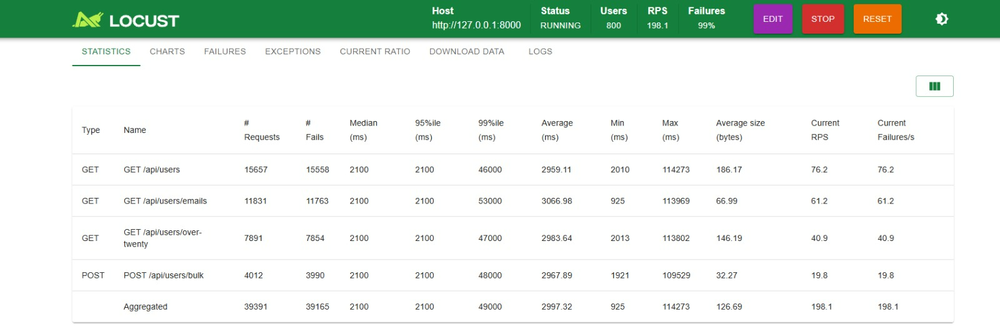 LOCUST
Host Status Users RPS Failures
http://127.0.0.1:8000 RUNNING 800 198.1 99%
EDIT STOP RESET
STATISTICS CHARTS FAILURES EXCEPTIONS CURRENT RATIO DOWNLOAD DATA LOGS
Type Name # Requests # Fails Median (ms) 95%ile (ms) 99%ile (ms) Average (ms) Min (ms) Max (ms) Average size (bytes) Current RPS Current Failures/s
GET GET /api/users 15657 15558 2100 2100 46000 2959.11 2010 114273 186.17 76.2 76.2
GET GET /api/users/emails 11831 11763 2100 2100 53000 3066.98 925 113969 66.99 61.2 61.2
GET GET /api/users/over-twenty 7891 7854 2100 2100 47000 2983.64 2013 113802 146.19 40.9 40.9
POST POST /api/users/bulk 4012 3990 2100 2100 48000 2967.89 1921 109529 32.27 19.8 19.8
Aggregated 39391 39165 2100 2100 49000 2997.32 925 114273 126.69 198.1 198.1